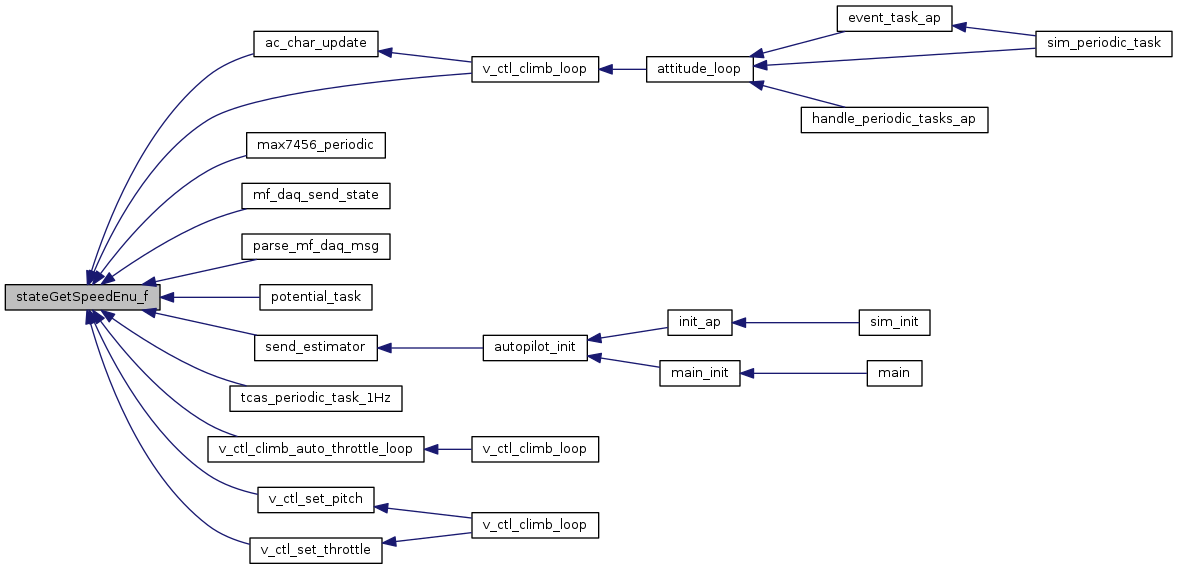 event_task_ap
ac_char_update
sim_periodic_task
v_ctl_climb_loop
attitude_loop
handle_periodic_tasks_ap
max7456_periodic
mf_daq_send_state
parse_mf_daq_msg
stateGetSpeedEnu_f
potential_task
init_ap
sim_init
send_estimator
autopilot_init
main_init
main
tcas_periodic_task_1Hz
v_ctl_climb_auto_throttle_loop
v_ctl_climb_loop
v_ctl_set_pitch
v_ctl_climb_loop
v_ctl_set_throttle